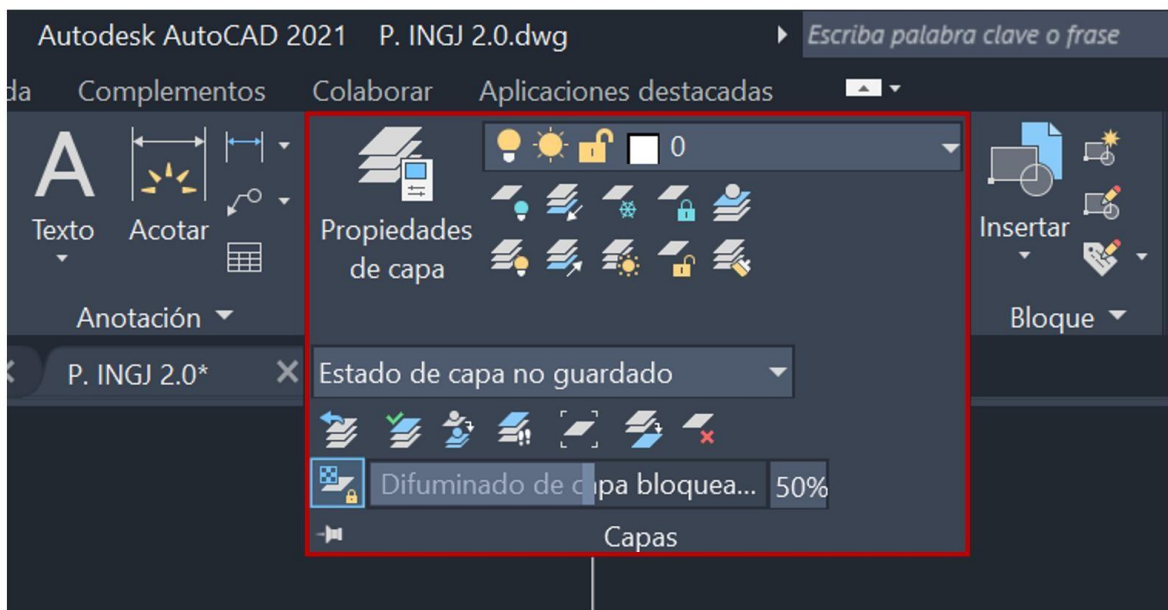 Autodesk AutoCAD 2021 P. INGJ 2.0.dwg Escriba palabra clave o frase
da Complementos Colaborar Aplicaciones destacadas
0
Texto
Acotar
Anotación
Propiedades
de capa
Insertar
Bloque
P. INGJ 2.0*
Estado de capa no guardado
Difuminado de capa bloquea... 50%
Capas